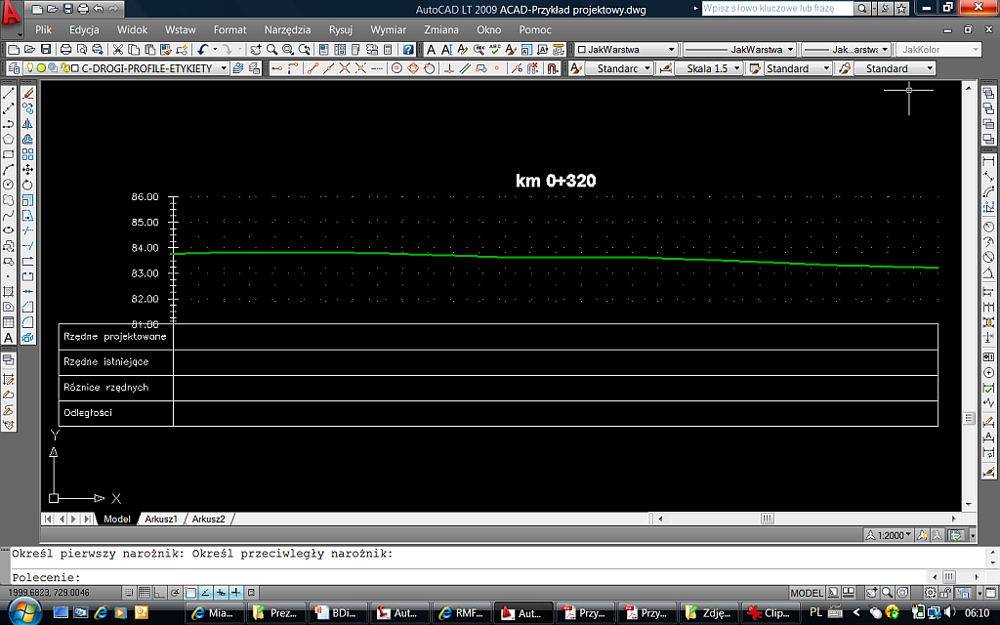 AutoCAD LT 2009 ACAD-Przykład projektowy.dwg
Wpisz słowo kluczowe lub frazę
Plik Edycja Widok Wstaw Format Narzędzia Rysuj Wymiar Zmiana Okno Pomoc
JakWarstwa JakWarstwa Jak...arstwa JakKolor
C-DROGI-PROFILE-ETYKIETY Standard Skala 1.5 Standard Standard
km 0+320
86.00
85.00
84.00
83.00
82.00
81.00
Rzędne projektowane
Rzędne istniejące
Różnice rzędnych
Odległości
Y
X
Model Arkusz1 Arkusz2
1:2000
Określ pierwszy narożnik: Określ przeciwległy narożnik:
Polecenie:
1999.6823, 729.0046
MODEL
Mia... Prez... BDi... Aut... RMF... Aut... Przy... Przy... Zdję... Clip...
PL
06:10